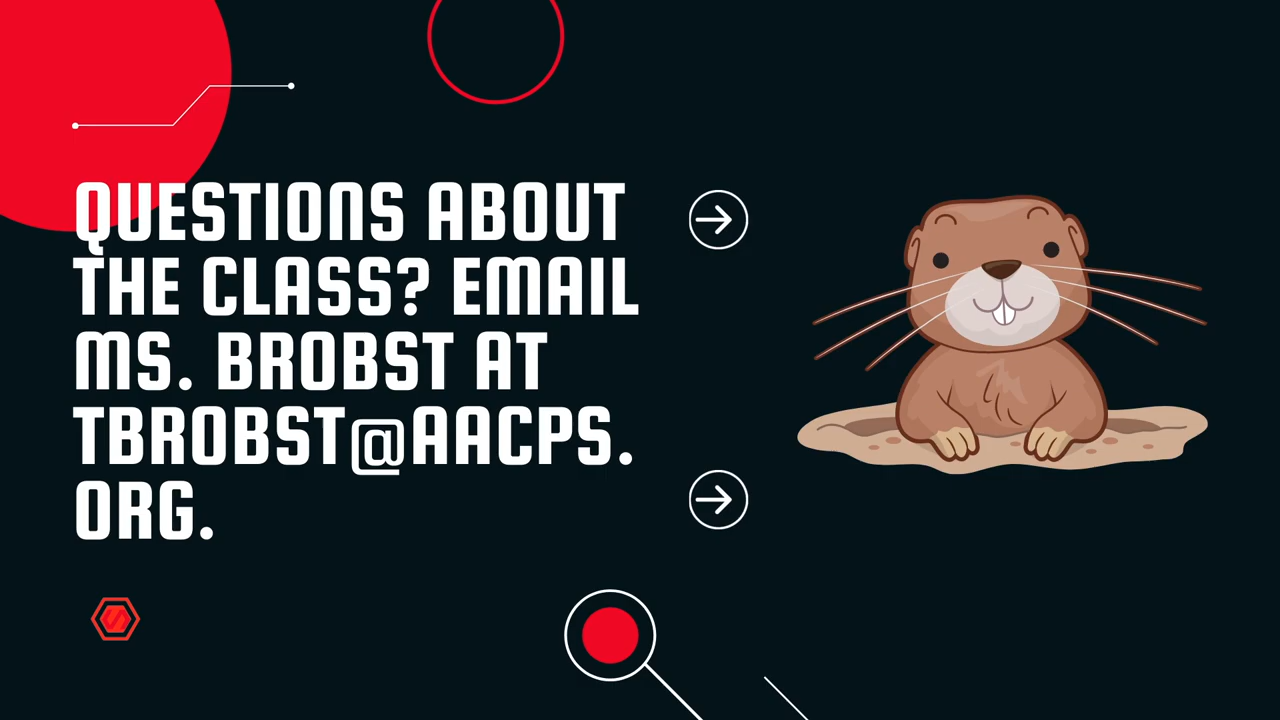 QUESTIONS ABOUT
THE CLASS? EMAIL
MS. BROBST AT
TBROBST@AACPS.
ORG.